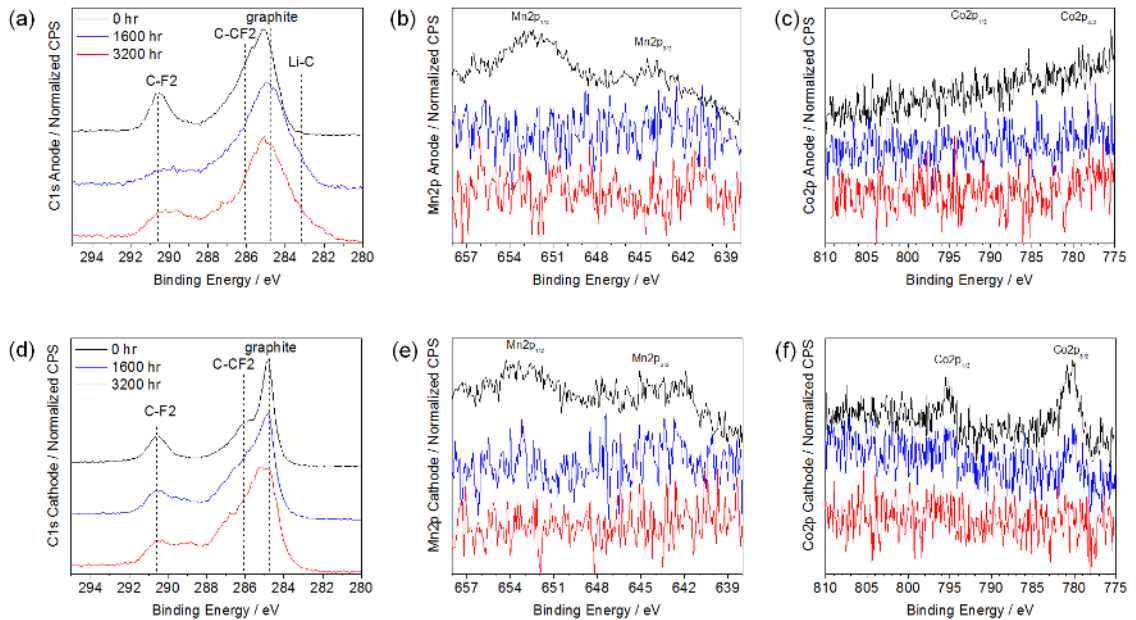 (a)
0 hr
1600 hr
3200 hr
graphite
C-CF2
C-F2
Li-C
C1s Anode / Normalized CPS
294 292 290 288 286 284 282 280
Binding Energy / eV
(b)
Mn2p1/2
Mn2p3/2
Mn2p Anode / Normalized CPS
657 654 651 648 645 642 639
Binding Energy / eV
(c)
Co2p1/2
Co2p3/2
Co2p Anode / Normalized CPS
810 805 800 795 790 785 780 775
Binding Energy / eV
(d)
0 hr
1600 hr
3200 hr
graphite
C-CF2
C-F2
C1s Cathode / Normalized CPS
294 292 290 288 286 284 282 280
Binding Energy / eV
(e)
Mn2p1/2
Mn2p3/2
Mn2p Cathode / Normalized CPS
657 654 651 648 645 642 639
Binding Energy / eV
(f)
Co2p1/2
Co2p3/2
Co2p Cathode / Normalized CPS
810 805 800 795 790 785 780 775
Binding Energy / eV